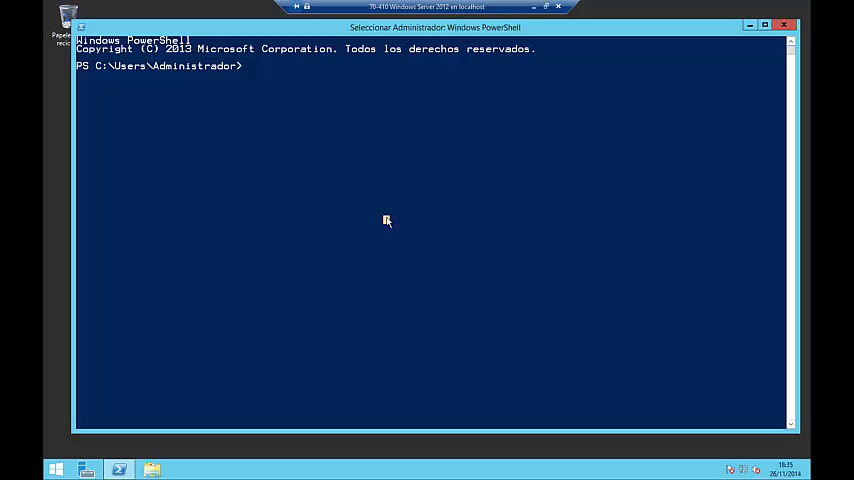 70-410 Windows Server 2012 en localhost
Seleccionar Administrador: Windows PowerShell
Windows PowerShell
Copyright (C) 2013 Microsoft Corporation. Todos los derechos reservados.
PS C:\Users\Administrador>
Papele
recic
18:35
26/11/2014